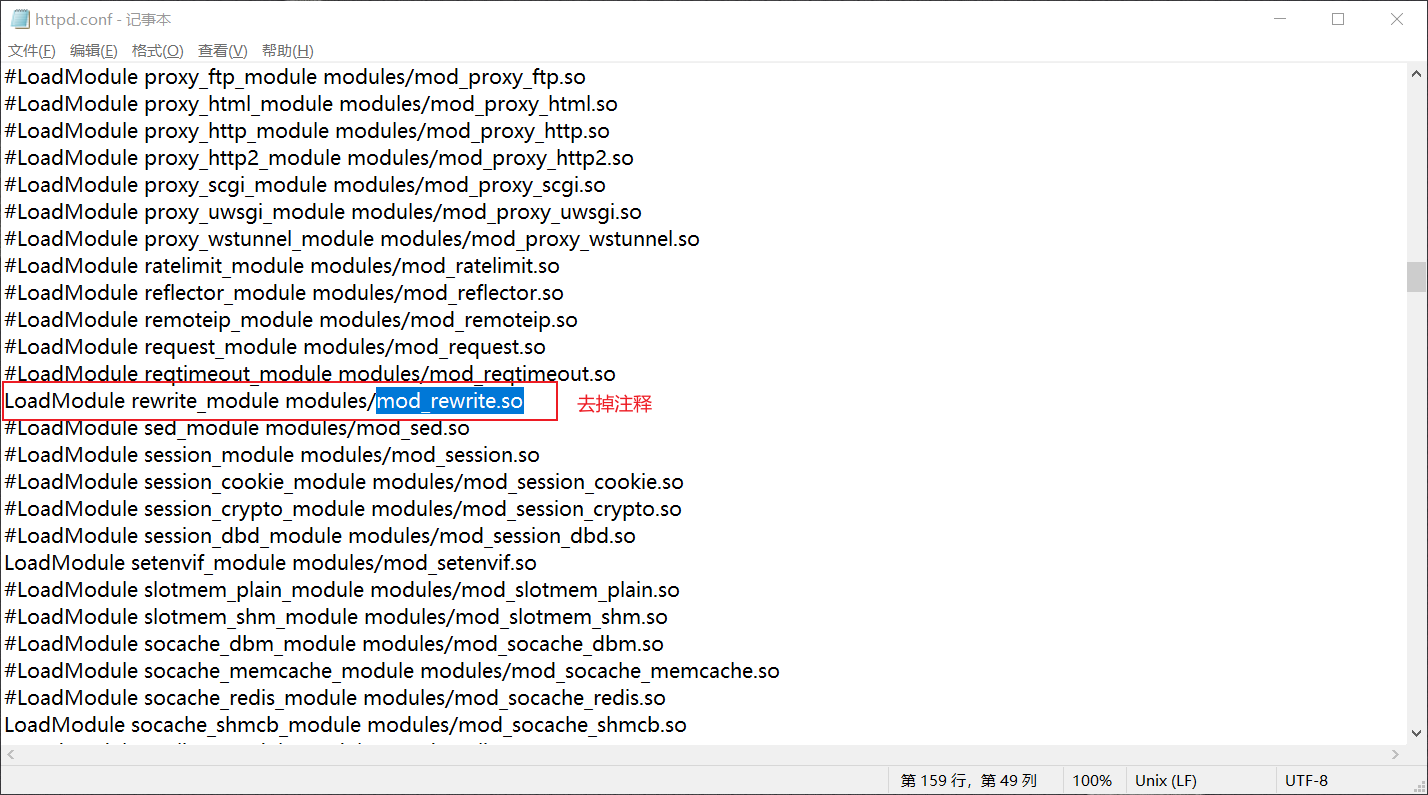 httpd.conf - 记事本
文件(F) 编辑(E) 格式(O) 查看(V) 帮助(H)
#LoadModule proxy_ftp_module modules/mod_proxy_ftp.so
#LoadModule proxy_html_module modules/mod_proxy_html.so
#LoadModule proxy_http_module modules/mod_proxy_http.so
#LoadModule proxy_http2_module modules/mod_proxy_http2.so
#LoadModule proxy_scgi_module modules/mod_proxy_scgi.so
#LoadModule proxy_uwsgi_module modules/mod_proxy_uwsgi.so
#LoadModule proxy_wstunnel_module modules/mod_proxy_wstunnel.so
#LoadModule ratelimit_module modules/mod_ratelimit.so
#LoadModule reflector_module modules/mod_reflector.so
#LoadModule remoteip_module modules/mod_remoteip.so
#LoadModule request_module modules/mod_request.so
#LoadModule reqtimeout_module modules/mod_reqtimeout.so
LoadModule rewrite_module modules/mod_rewrite.so 去掉注释
#LoadModule sed_module modules/mod_sed.so
#LoadModule session_module modules/mod_session.so
#LoadModule session_cookie_module modules/mod_session_cookie.so
#LoadModule session_crypto_module modules/mod_session_crypto.so
#LoadModule session_dbd_module modules/mod_session_dbd.so
LoadModule setenvif_module modules/mod_setenvif.so
#LoadModule slotmem_plain_module modules/mod_slotmem_plain.so
#LoadModule slotmem_shm_module modules/mod_slotmem_shm.so
#LoadModule socache_dbm_module modules/mod_socache_dbm.so
#LoadModule socache_memcache_module modules/mod_socache_memcache.so
#LoadModule socache_redis_module modules/mod_socache_redis.so
LoadModule socache_shmcb_module modules/mod_socache_shmcb.so
第 159 行，第 49 列 100% Unix (LF) UTF-8